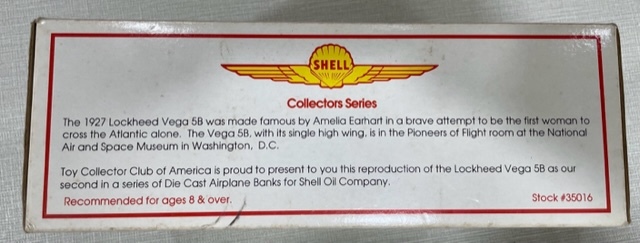 SHELL
Collectors Series
The 1927 Lockheed Vega 5B was made famous by Amelia Earhart in a brave attempt to be the first woman to
cross the Atlantic alone. The Vega 5B, with its single high wing, is in the Pioneers of Flight room at the National
Air and Space Museum in Washington, D.C.
Toy Collector Club of America is proud to present to you this reproduction of the Lockheed Vega 5B as our
second in a series of Die Cast Airplane Banks for Shell Oil Company.
Recommended for ages 8 & over.
Stock #35016